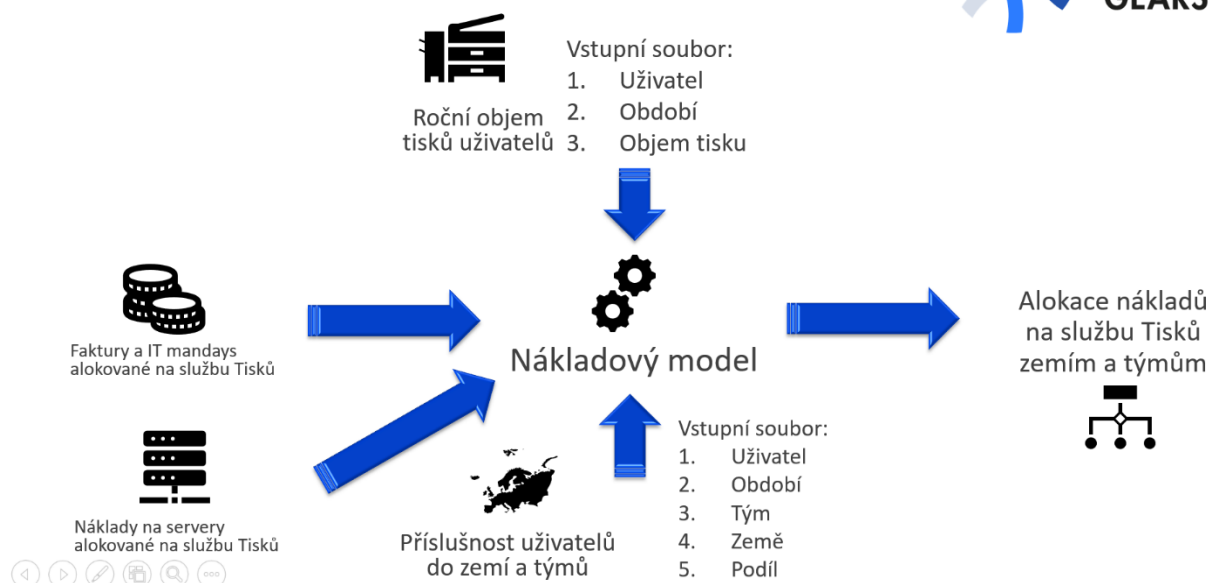 GEARS
Vstupní soubor:
1. Uživatel
2. Období
3. Objem tisku
Roční objem
tisků uživatelů
Faktury a IT mandays
alokované na službu Tisků
Nákladový model
Alokace nákladů
na službu Tisků
zemím a týmům
Náklady na servery
alokované na službu Tisků
Příslušnost uživatelů
do zemí a týmů
Vstupní soubor:
1. Uživatel
2. Období
3. Tým
4. Země
5. Podíl